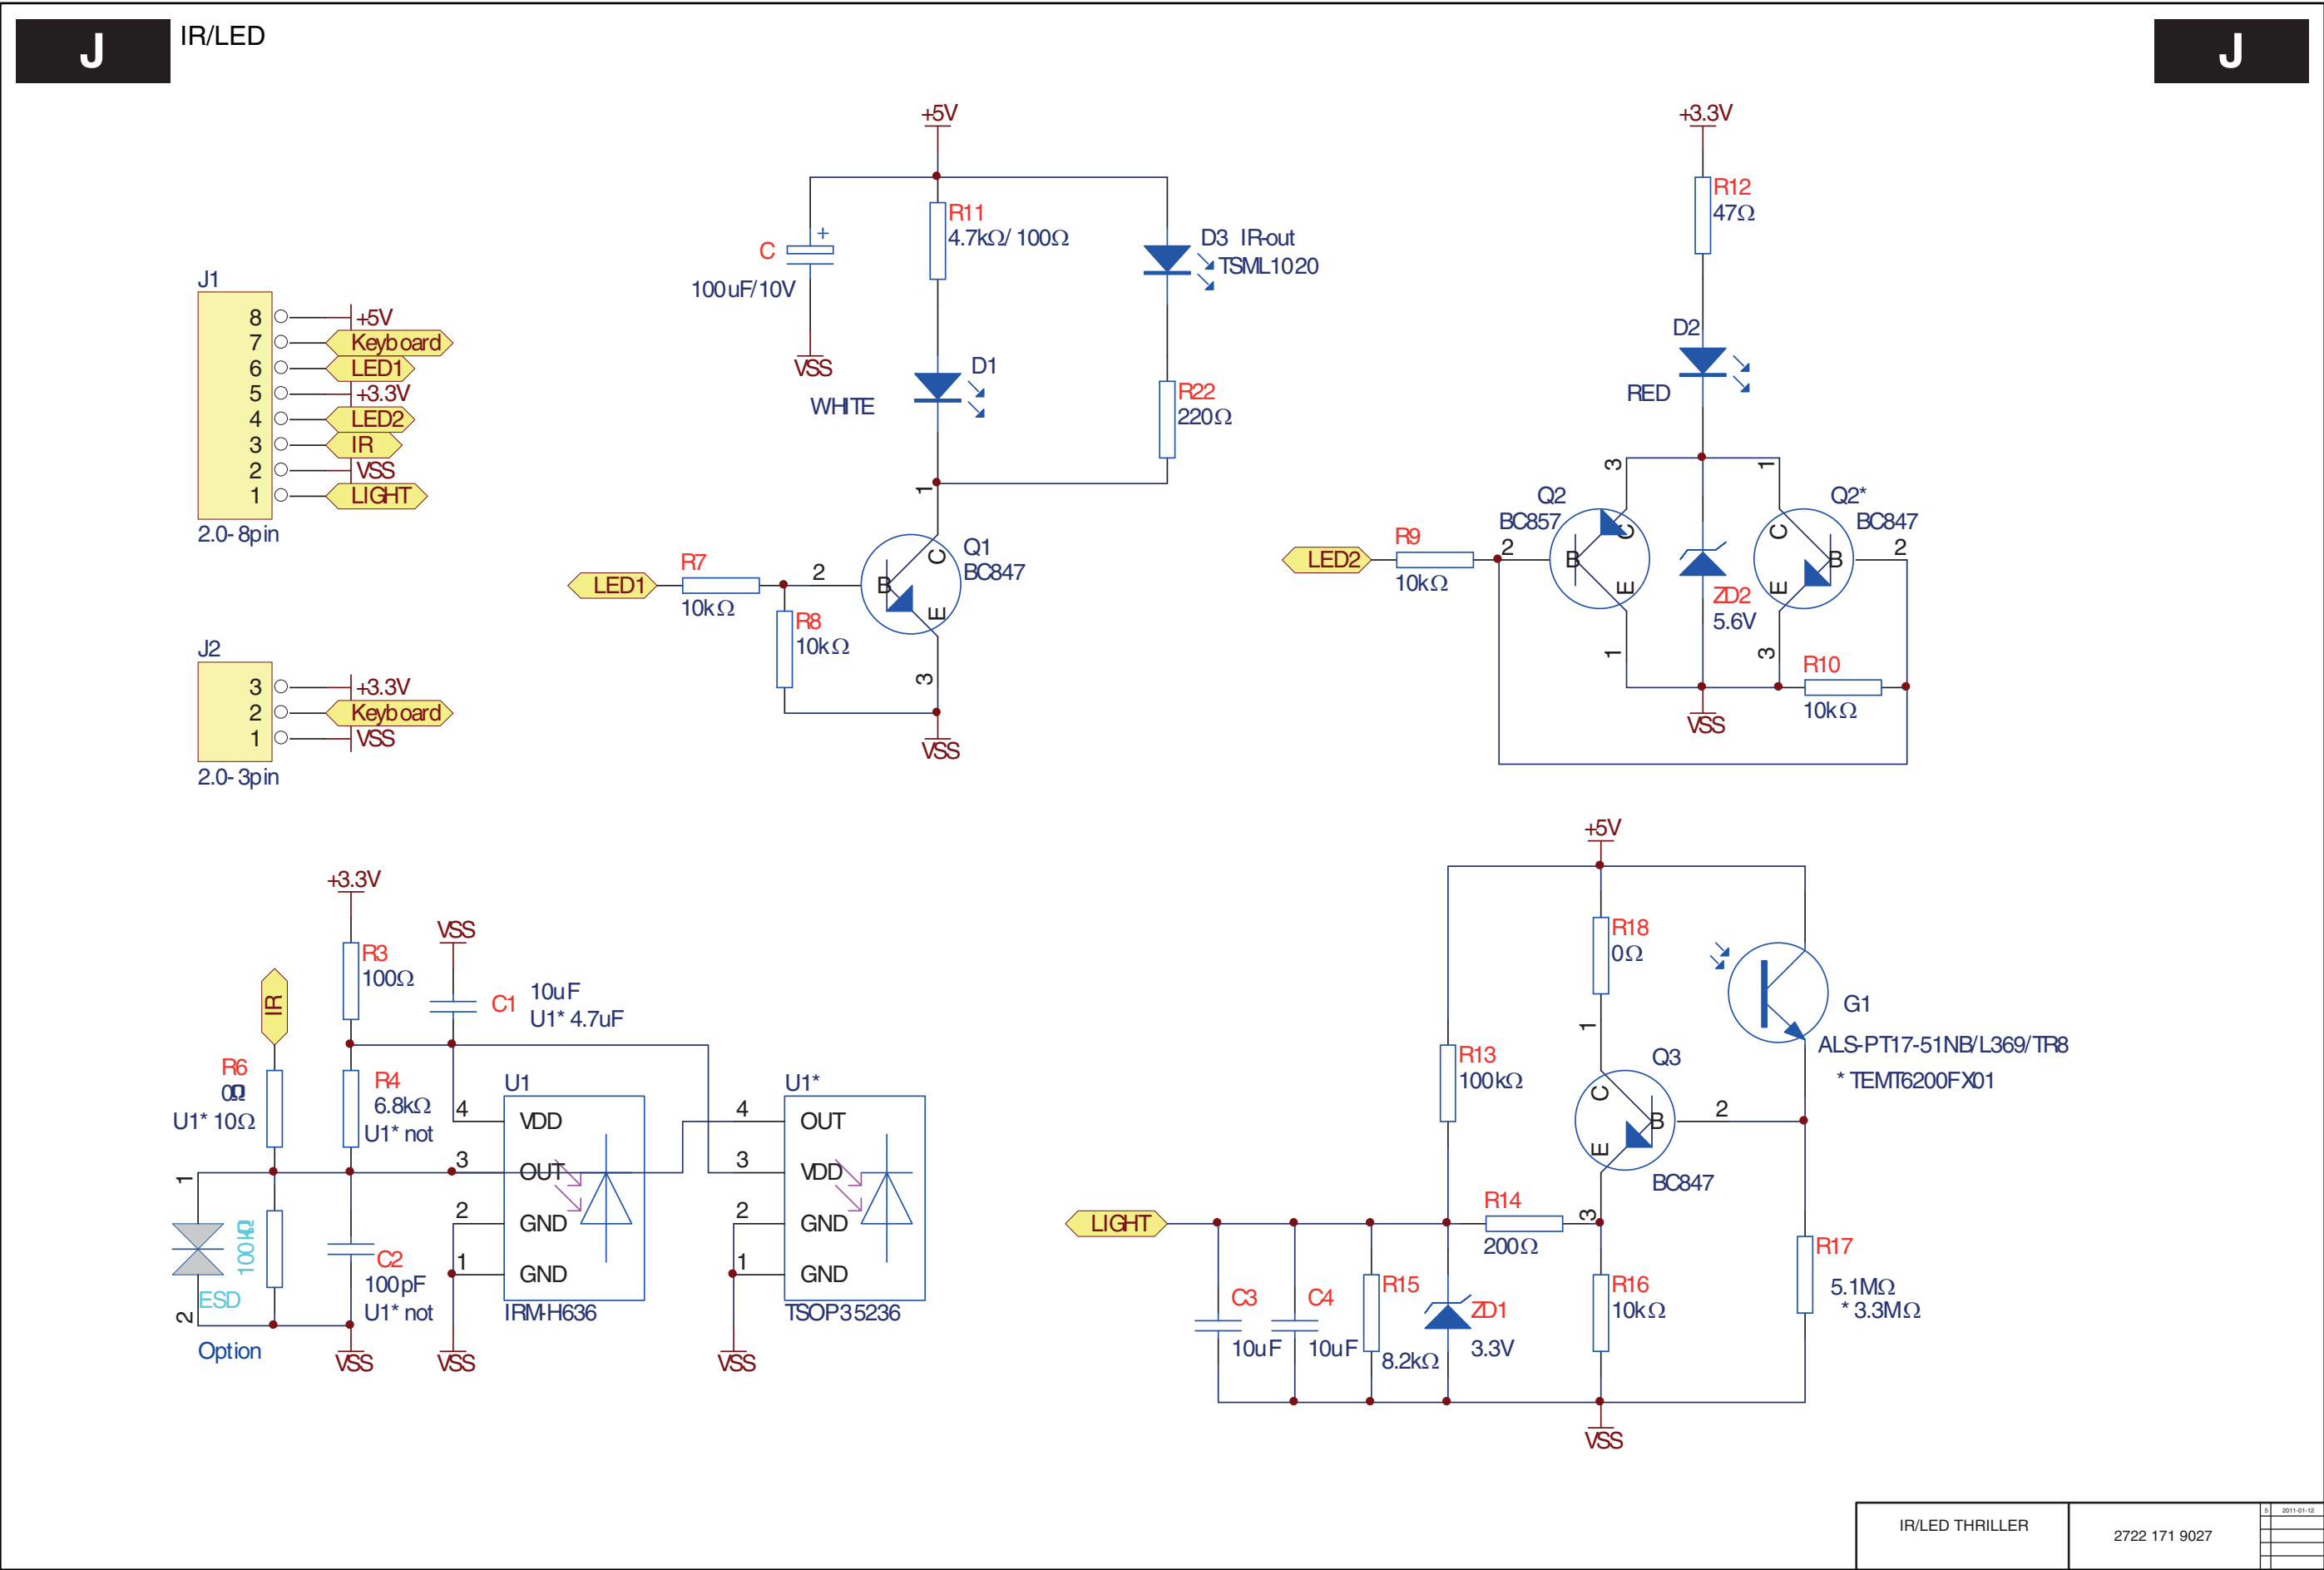 J
IR/LED
J
J1
8
+5V
7
Keyboard
6
LED1
5
+3.3V
4
LED2
3
IR
2
VSS
1
LIGHT
2.0-8pin
J2
3
+3.3V
2
Keyboard
1
VSS
2.0-3pin
+5V
C
+
100uF/10V
VSS
R11
4.7kΩ/ 100Ω
D3 IR-out
TSML1020
D1
WHITE
R22
220Ω
1
Q1
BC847
C
B
E
LED1
R7
10kΩ
2
R8
10kΩ
3
VSS
+3.3V
R12
47Ω
D2
RED
3
1
Q2
BC857
Q2*
BC847
LED2
R9
10kΩ
2
B
C
E
C
B
E
2
ZD2
5.6V
1
3
R10
10kΩ
VSS
+3.3V
VSS
R3
100Ω
C1
10uF
U1* 4.7uF
IR
R6
0Ω
U1* 10Ω
R4
6.8kΩ
U1* not
U1
4
VDD
3
OUT
2
GND
1
GND
IRM-H636
U1*
4
OUT
3
VDD
2
GND
1
GND
TSOP35236
1
2
ESD
Option
100kΩ
C2
100pF
U1* not
VSS
VSS
VSS
+5V
R18
0Ω
G1
ALS-PT17-51NB/L369/TR8
* TEMT6200FX01
R13
100kΩ
1
Q3
C
B
E
2
BC847
LIGHT
R14
200Ω
3
R17
5.1MΩ
* 3.3MΩ
C3
10uF
C4
10uF
R15
8.2kΩ
ZD1
3.3V
R16
10kΩ
VSS
IR/LED THRILLER
2722 171 9027
5
2011-01-12